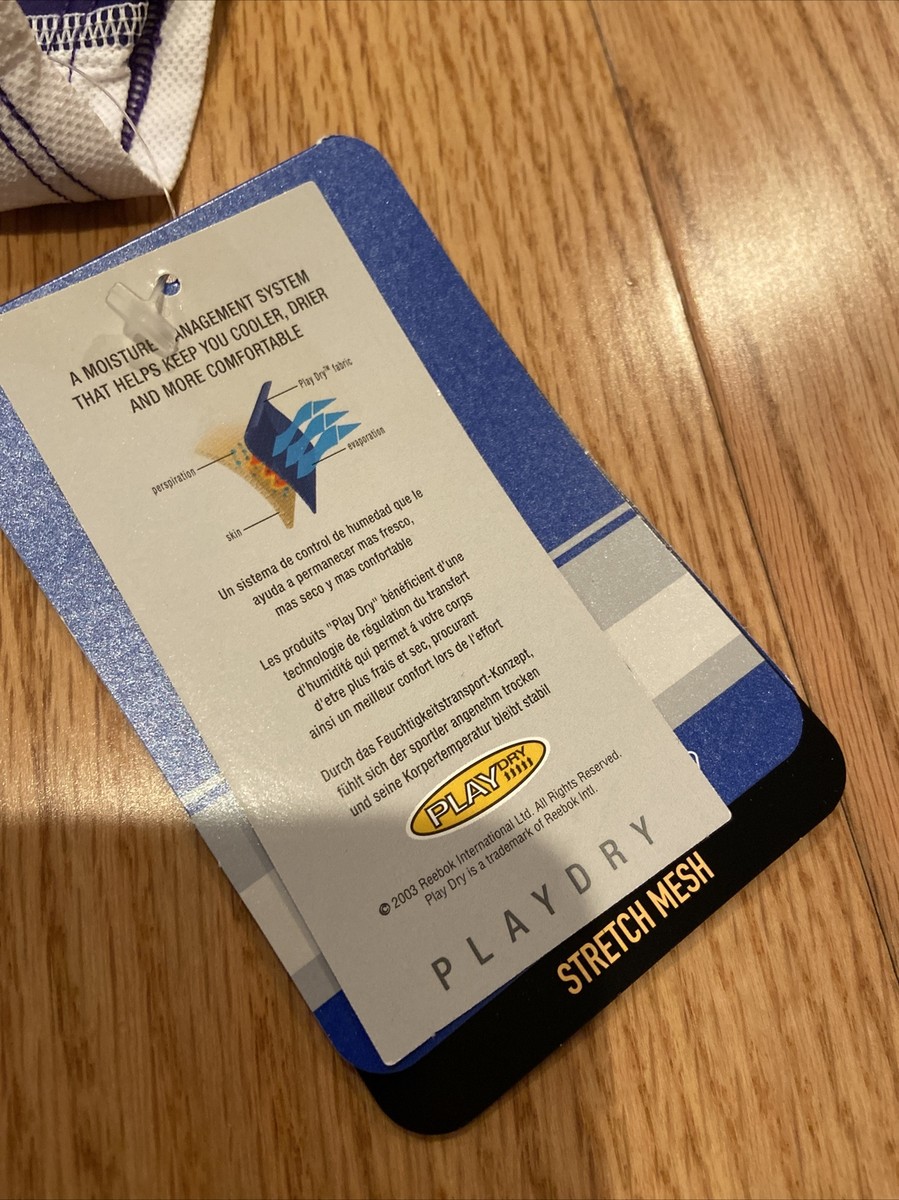 A MOISTURE MANAGEMENT SYSTEM
THAT HELPS KEEP YOU COOLER, DRIER
AND MORE COMFORTABLE
Play Dry™ fabric
evaporation
perspiration
skin
Un sistema de control de humedad que le
ayuda a permanecer mas fresco,
mas seco y mas confortable
Les produits "Play Dry" bénéficient d'une
technologie de régulation du transfert
d'humidité qui permet à votre corps
d'etre plus frais et sec, procurant
ainsi un meilleur confort lors de l'effort
Durch das Feuchtigkeitstransport-Konzept,
fühlt sich der sportler angenehm trocken
und seine Korpertemperatur bleibt stabil
PLAY DRY
© 2003 Reebok International Ltd. All Rights Reserved.
Play Dry is a trademark of Reebok Intl.
PLAYDRY
STRETCH MESH